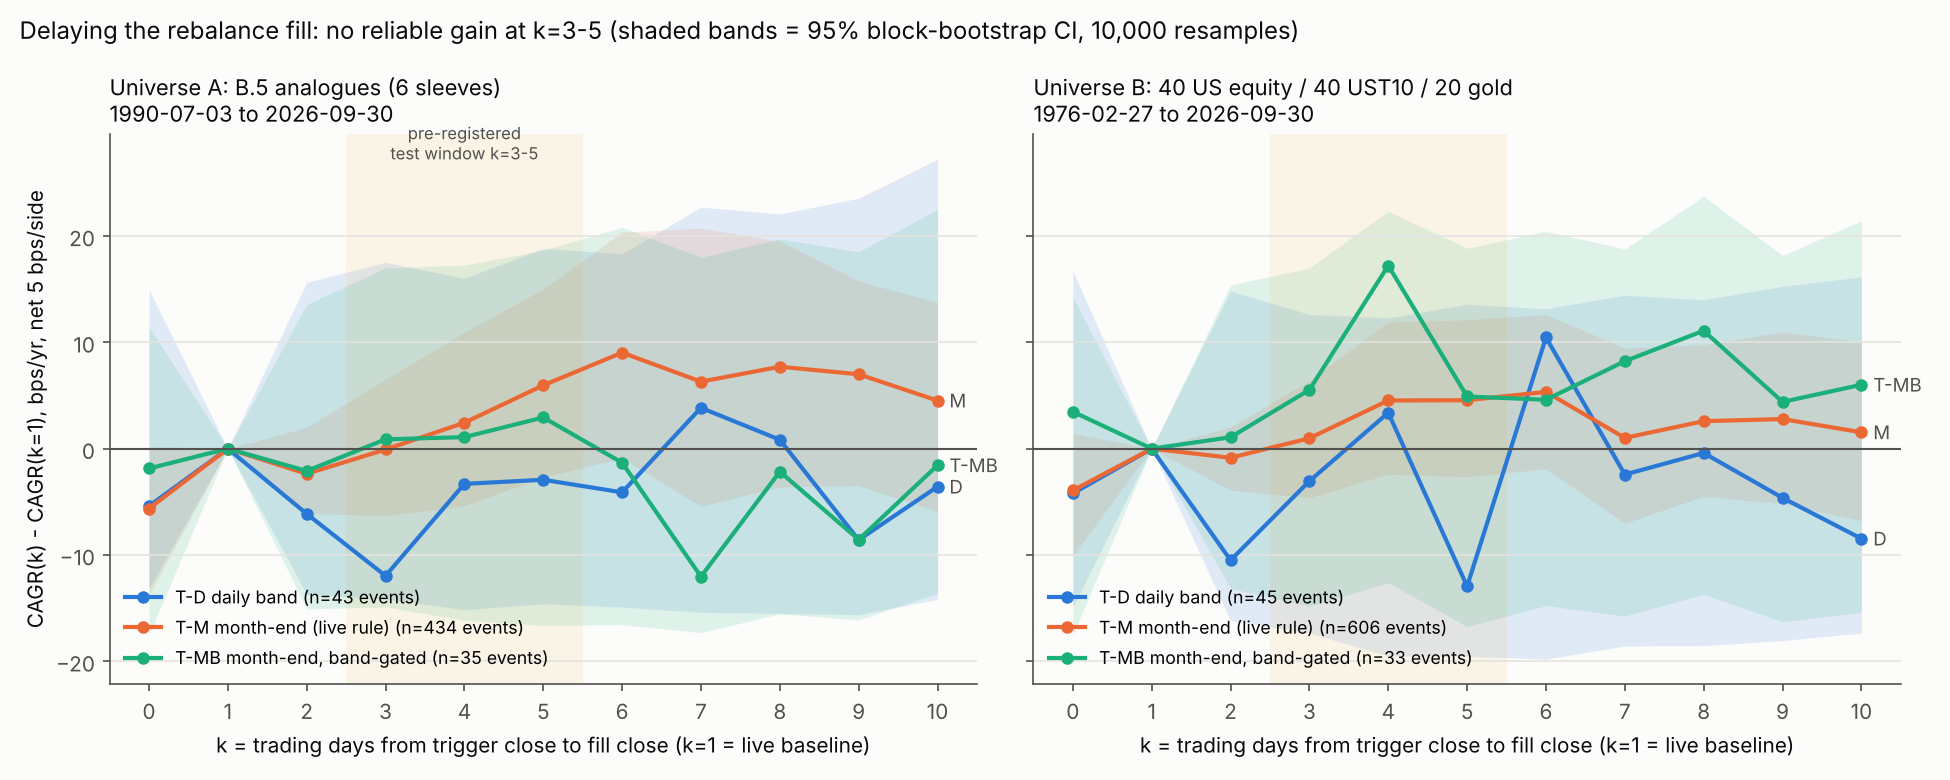 Delaying the rebalance fill: no reliable gain at k=3-5 (shaded bands = 95% block-bootstrap CI, 10,000 resamples)
Universe A: B.5 analogues (6 sleeves)
1990-07-03 to 2026-09-30
pre-registered
test window k=3-5
CAGR(k) - CAGR(k=1), bps/yr, net 5 bps/side
20
10
0
−10
−20
M
T-MB
D
T-D daily band (n=43 events)
T-M month-end (live rule) (n=434 events)
T-MB month-end, band-gated (n=35 events)
0 1 2 3 4 5 6 7 8 9 10
k = trading days from trigger close to fill close (k=1 = live baseline)
Universe B: 40 US equity / 40 UST10 / 20 gold
1976-02-27 to 2026-09-30
T-MB
M
D
T-D daily band (n=45 events)
T-M month-end (live rule) (n=606 events)
T-MB month-end, band-gated (n=33 events)
0 1 2 3 4 5 6 7 8 9 10
k = trading days from trigger close to fill close (k=1 = live baseline)